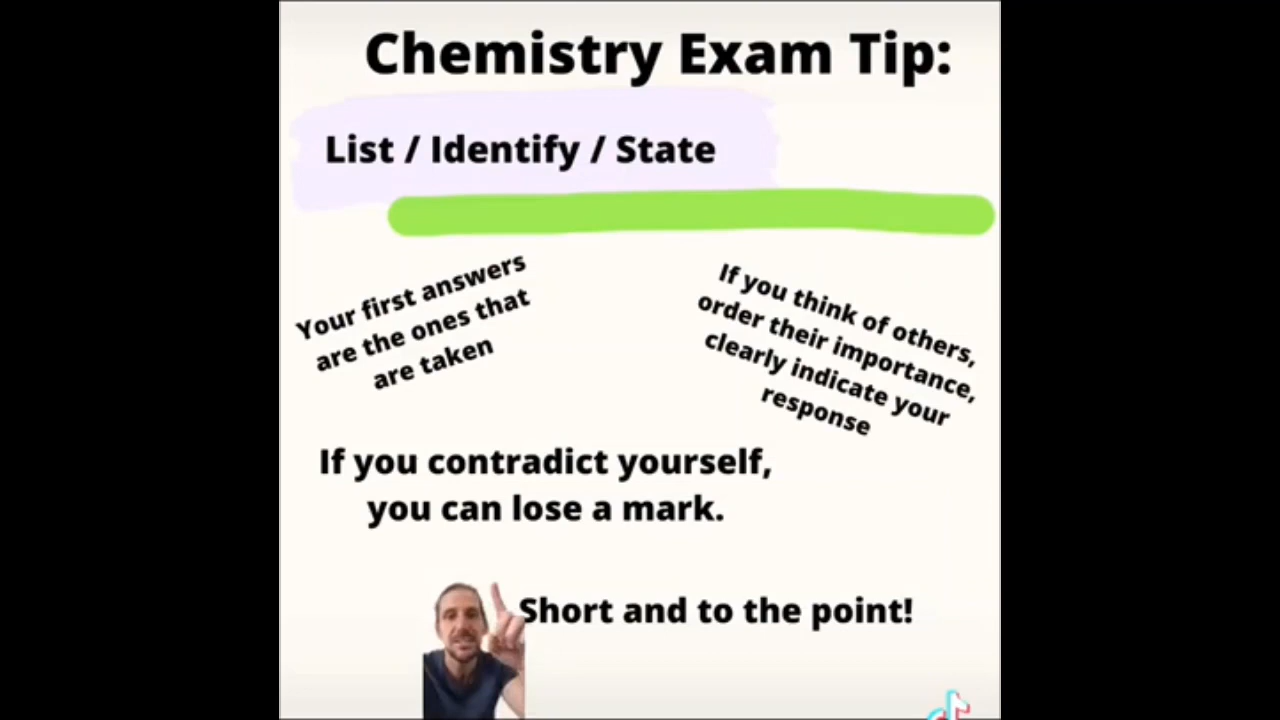 Chemistry Exam Tip:
List / Identify / State
Your first answers
are the ones that
are taken
If you think of others,
order their importance,
clearly indicate your
response
If you contradict yourself,
you can lose a mark.
Short and to the point!